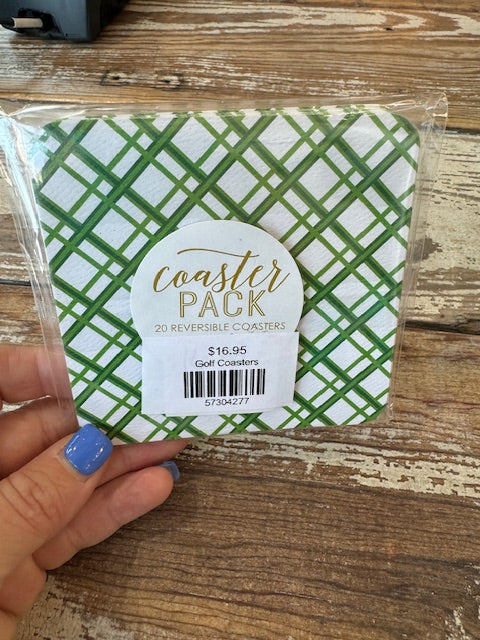 coaster
PACK
20 REVERSIBLE COASTERS
$16.95
Golf Coasters
57304277